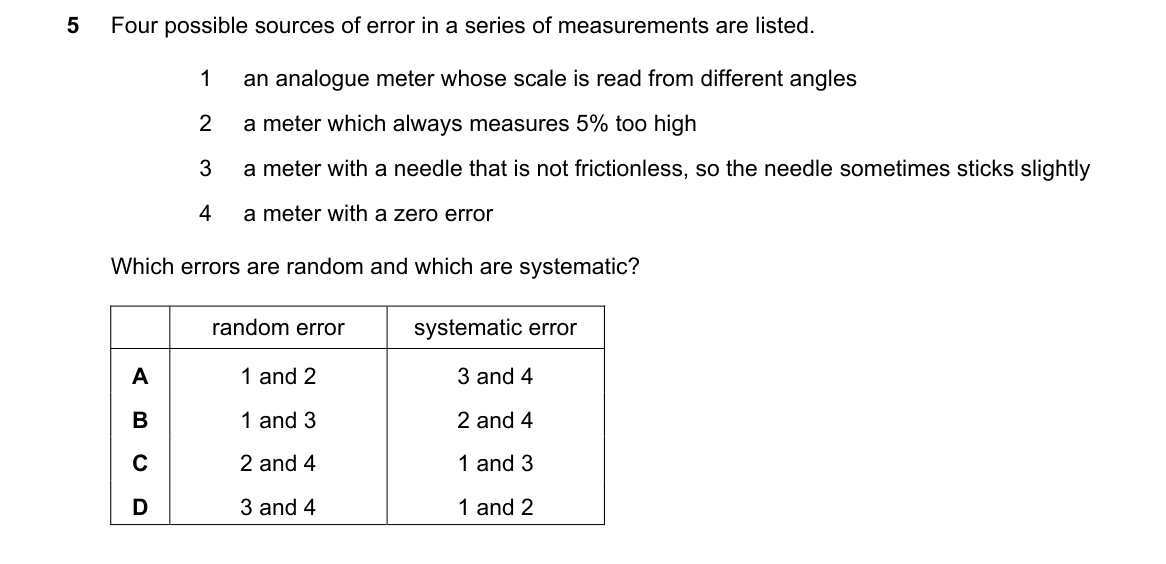 5 Four possible sources of error in a series of measurements are listed.
1 an analogue meter whose scale is read from different angles
2 a meter which always measures 5% too high
3 a meter with a needle that is not frictionless, so the needle sometimes sticks slightly
4 a meter with a zero error
Which errors are random and which are systematic?
random error systematic error
A 1 and 2 3 and 4
B 1 and 3 2 and 4
C 2 and 4 1 and 3
D 3 and 4 1 and 2